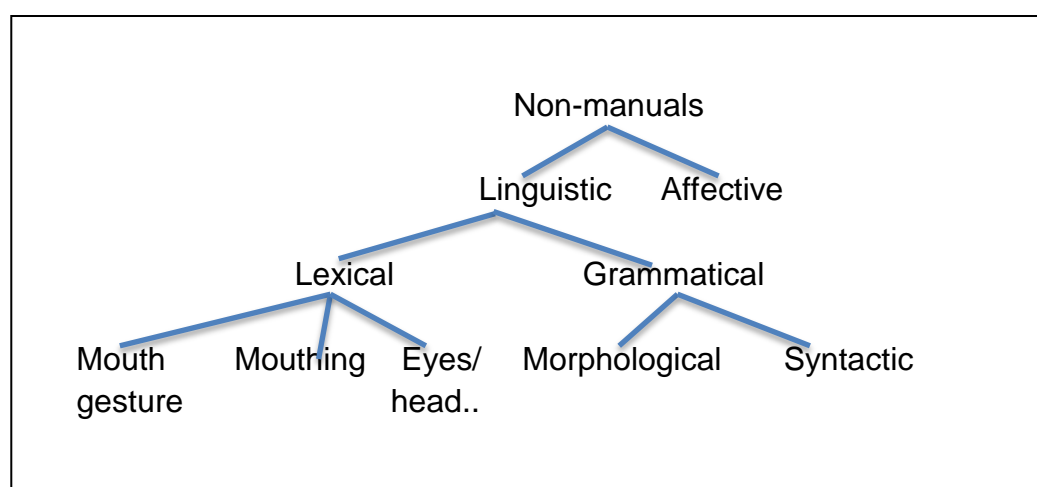 Non-manuals
Linguistic Affective
Lexical Grammatical
Mouth Mouthing Eyes/ Morphological Syntactic
gesture head..